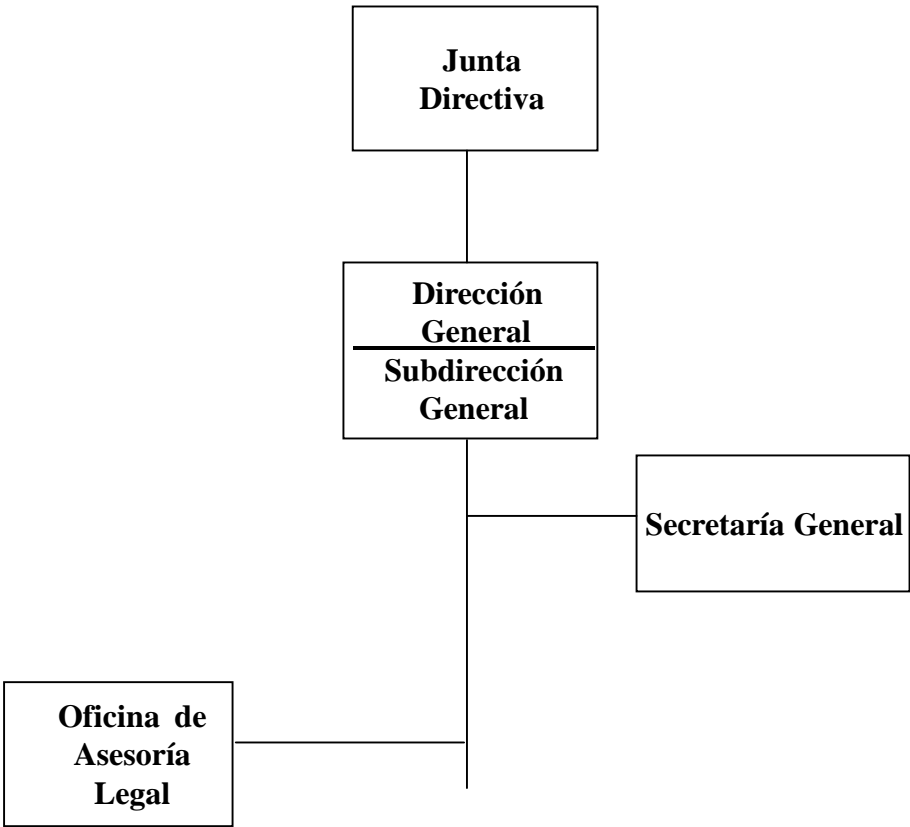 Junta
Directiva
Dirección
General
Subdirección
General
Secretaría General
Oficina de
Asesoría
Legal